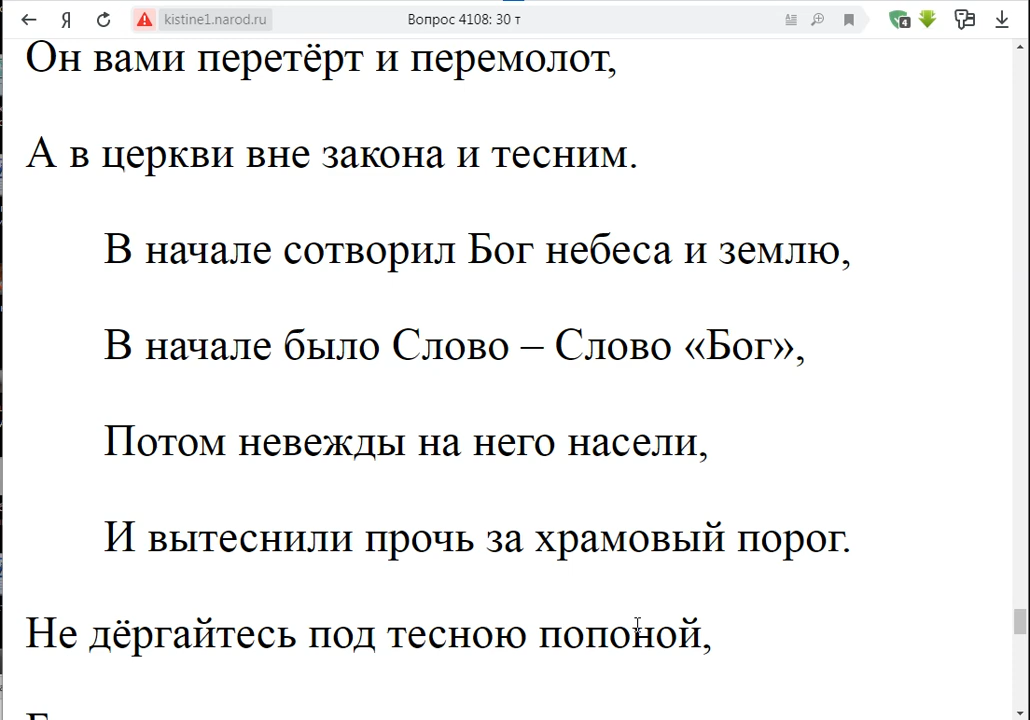 Я
kistine1.narod.ru
Вопрос 4108: 30 т
4
Он вами перетёрт и перемолот,
А в церкви вне закона и тесним.
В начале сотворил Бог небеса и землю,
В начале было Слово – Слово «Бог»,
Потом невежды на него насели,
И вытеснили прочь за храмовый порог.
Не дёргайтесь под тесною попоной,